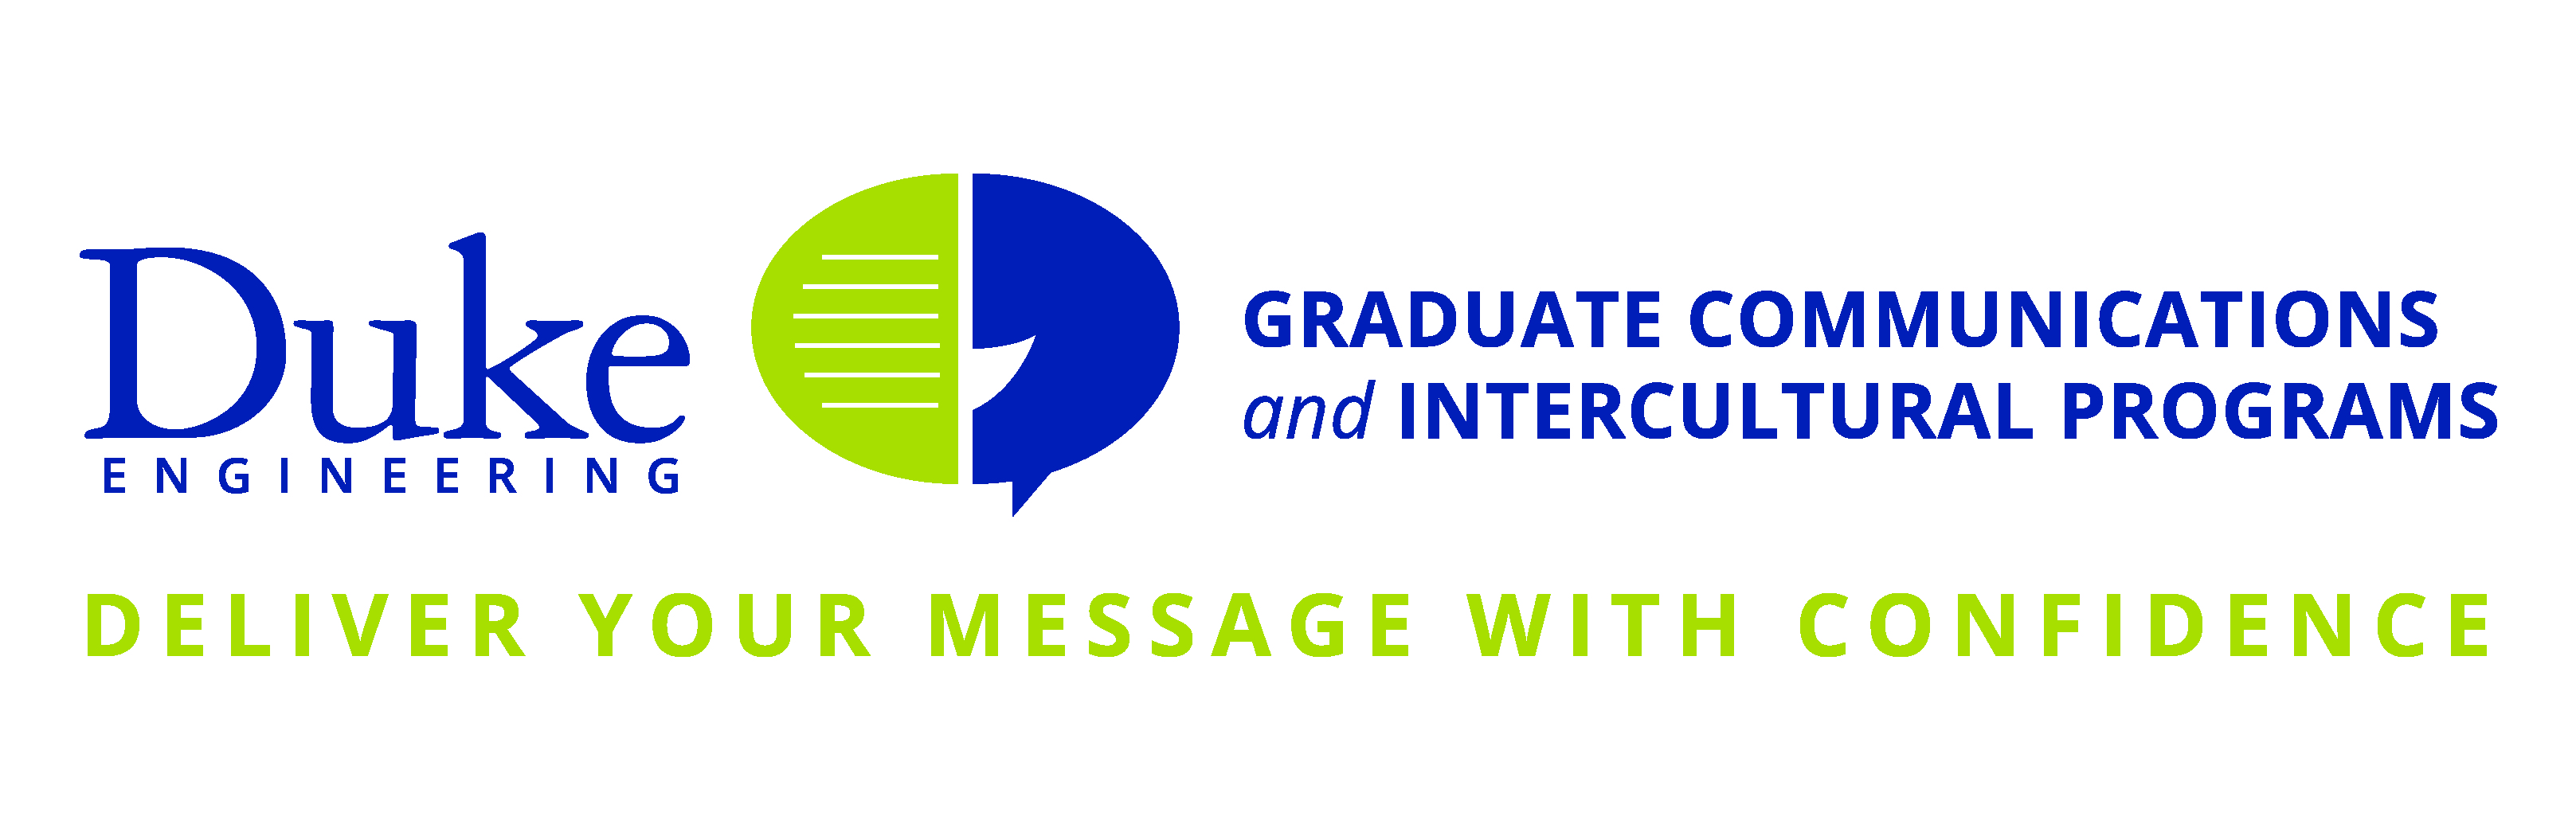 Duke
ENGINEERING
GRADUATE COMMUNICATIONS
and INTERCULTURAL PROGRAMS
DELIVER YOUR MESSAGE WITH CONFIDENCE